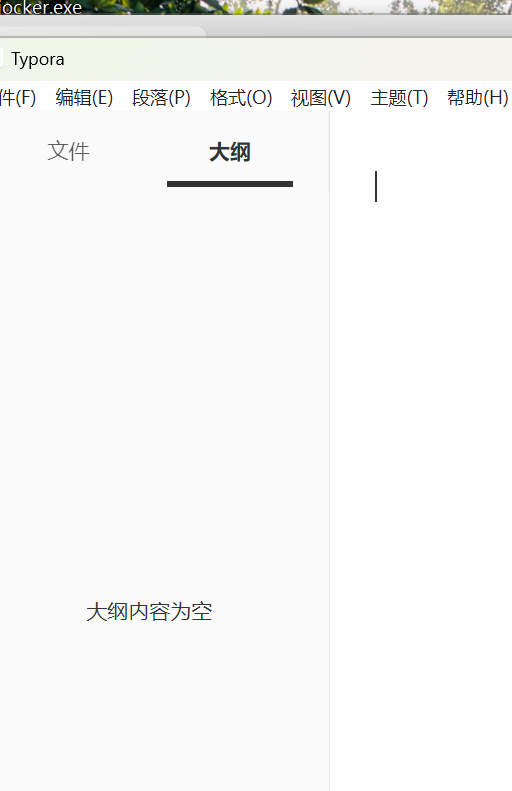 jocker.exe
Typora
件(F) 编辑(E) 段落(P) 格式(O) 视图(V) 主题(T) 帮助(H)
文件 大纲
大纲内容为空